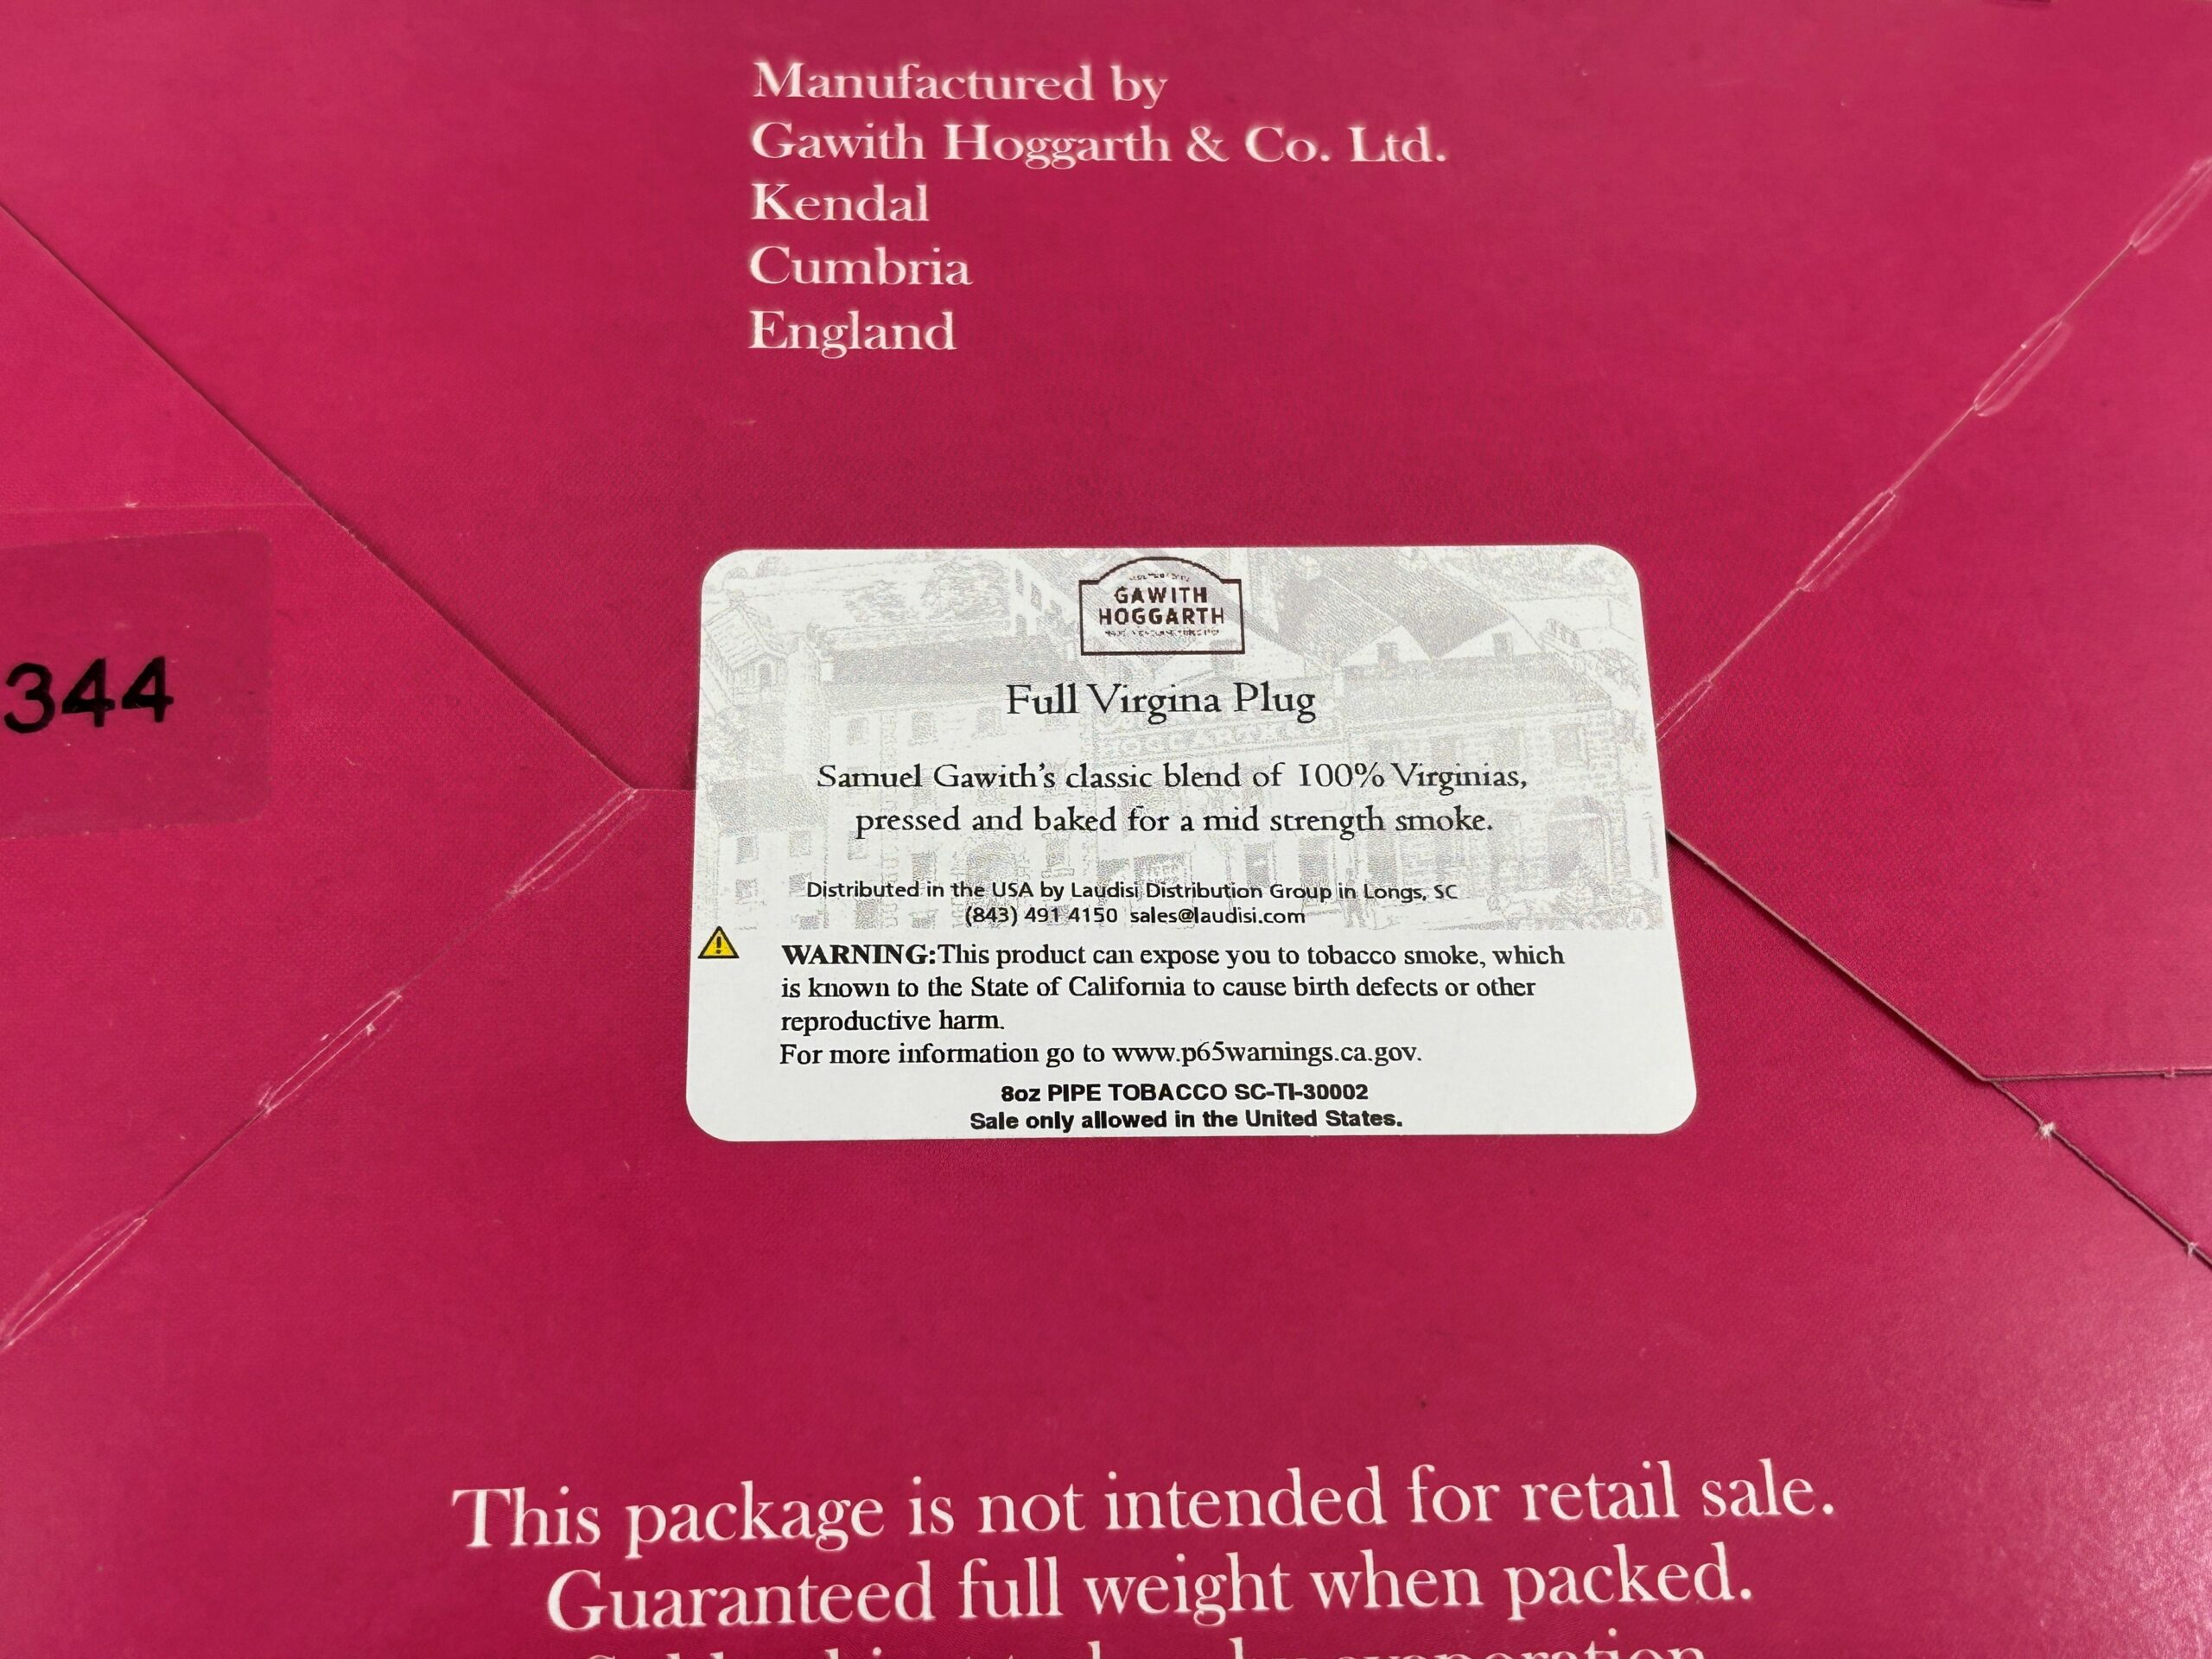 Manufactured by
Gawith Hoggarth & Co. Ltd.
Kendal
Cumbria
England
344
GAWITH
HOGGARTH
Full Virgina Plug
Samuel Gawith's classic blend of 100% Virginias,
pressed and baked for a mid strength smoke.
Distributed in the USA by Laudisi Distribution Group in Longs, SC
(843) 491 4150 sales@laudisi.com
WARNING:This product can expose you to tobacco smoke, which
is known to the State of California to cause birth defects or other
reproductive harm.
For more information go to www.p65warnings.ca.gov.
8oz PIPE TOBACCO SC-TI-30002
Sale only allowed in the United States.
This package is not intended for retail sale.
Guaranteed full weight when packed.
evaporation